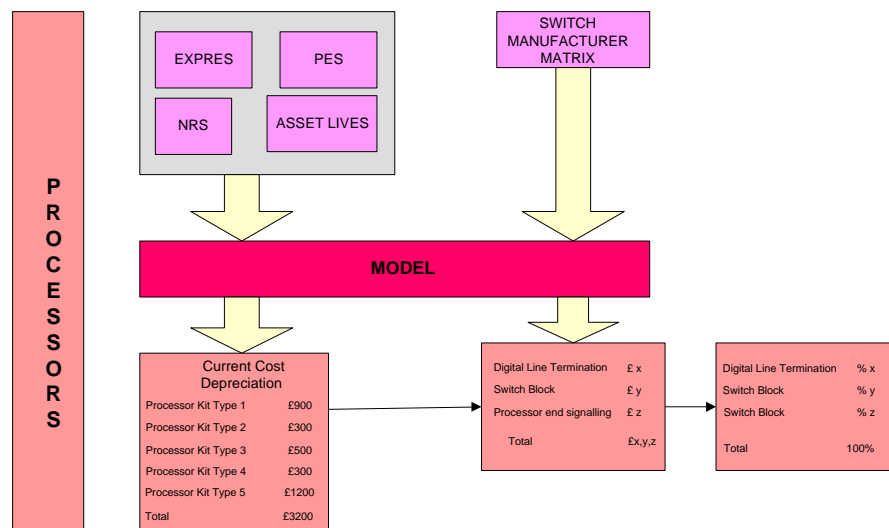 PROCESSORS
EXPRES
PES
NRS
ASSET LIVES
SWITCH
MANUFACTURER
MATRIX
MODEL
Current Cost
Depreciation
Processor Kit Type 1 £900
Processor Kit Type 2 £300
Processor Kit Type 3 £500
Processor Kit Type 4 £300
Processor Kit Type 5 £1200
Total £3200
Digital Line Termination £ x
Switch Block £ y
Processor end signalling £ z
Total £x,y,z
Digital Line Termination % x
Switch Block % y
Switch Block % z
Total 100%